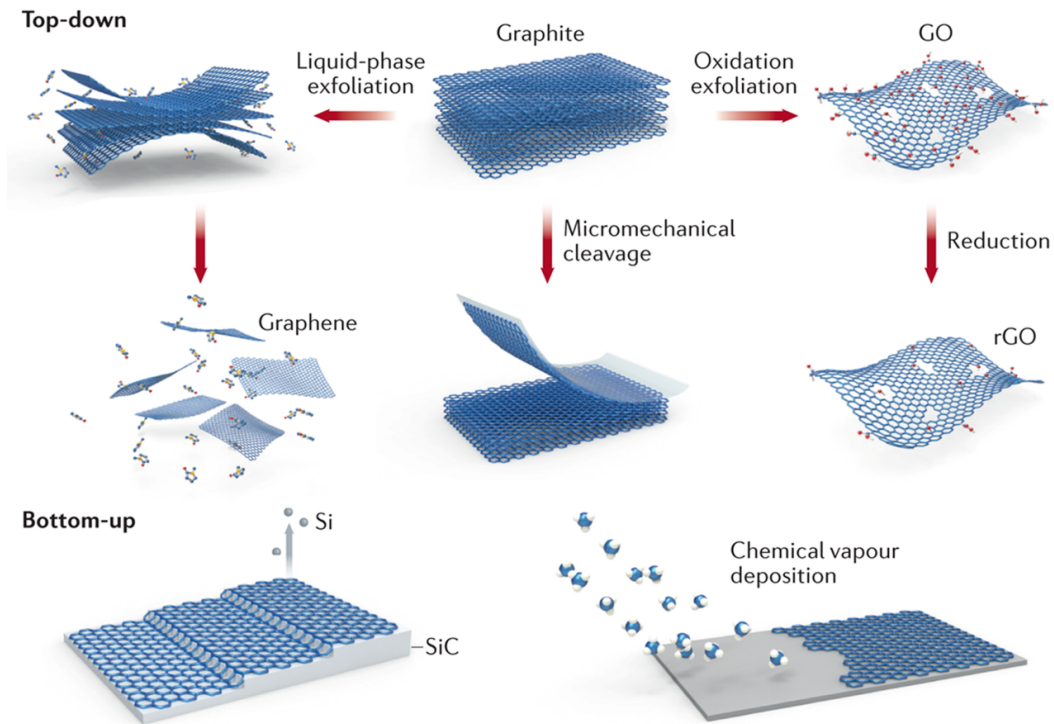 Top-down
Graphite
GO
Liquid-phase
exfoliation
Oxidation
exfoliation
Micromechanical
cleavage
Reduction
Graphene
rGO
Bottom-up
Si
Chemical vapour
deposition
SiC